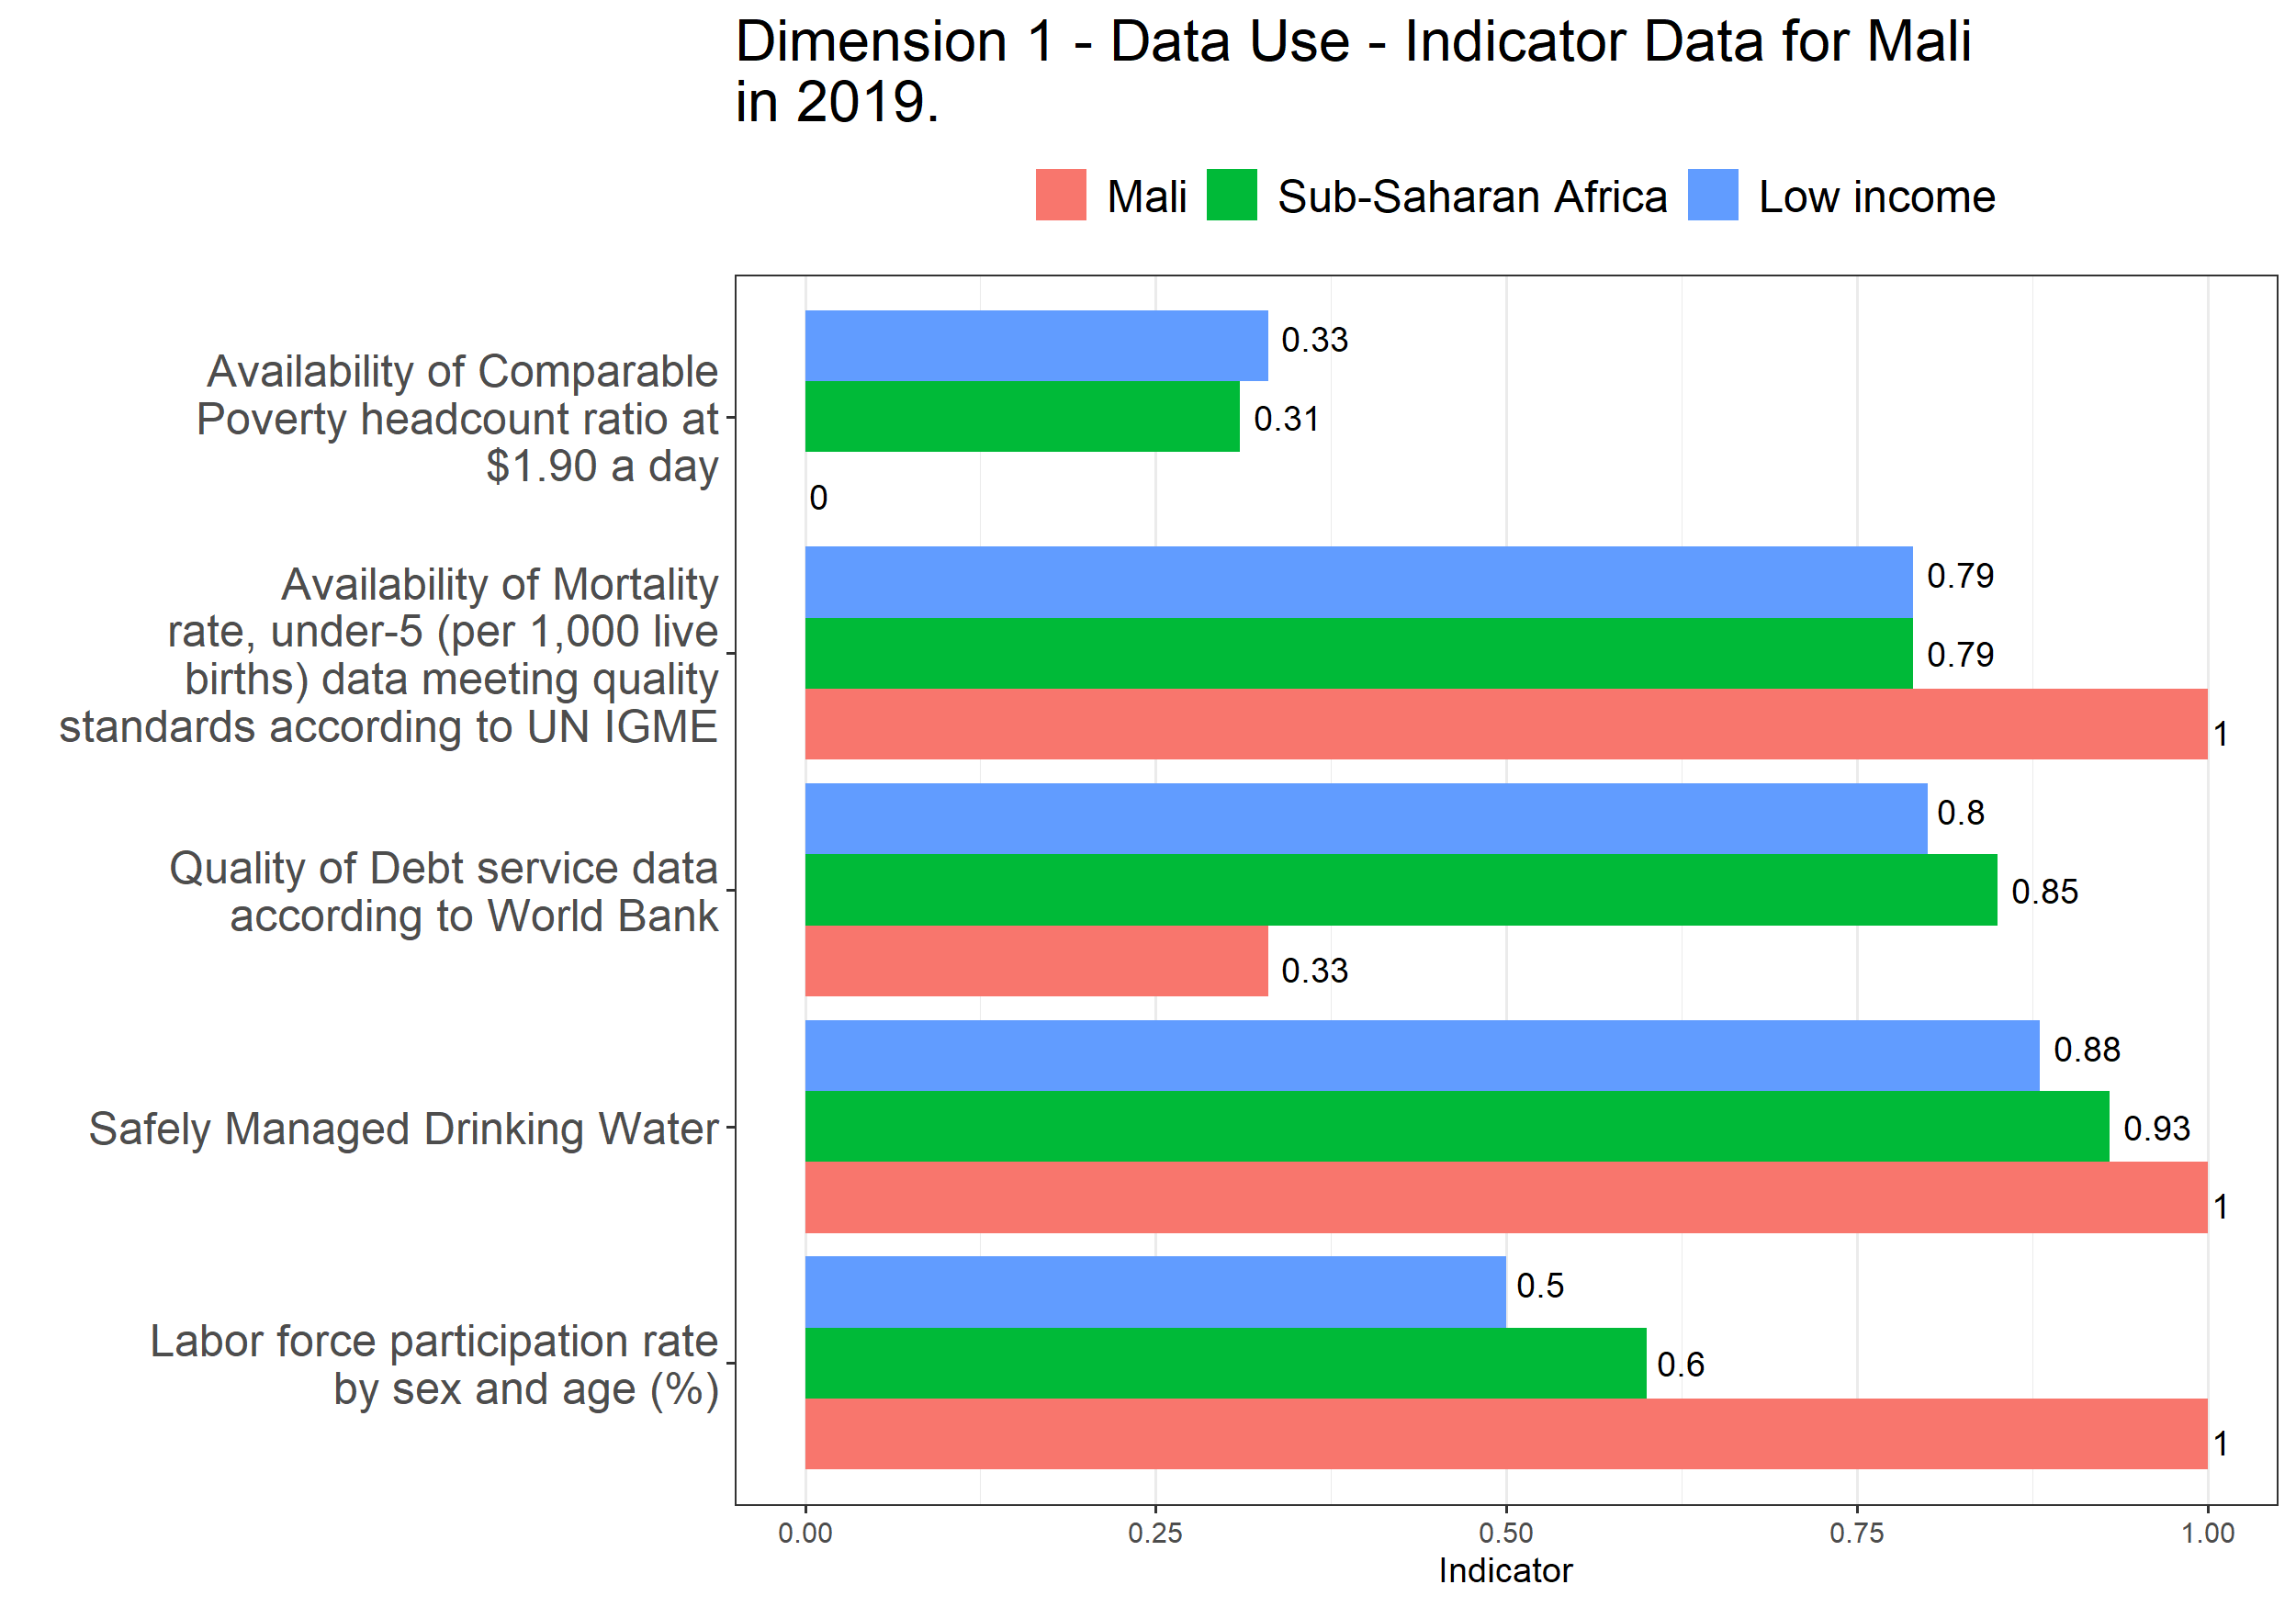 Dimension 1 - Data Use - Indicator Data for Mali
in 2019.
Mali
Sub-Saharan Africa
Low income
Availability of Comparable
Poverty headcount ratio at
$1.90 a day
0.33
0.31
0
Availability of Mortality
rate, under-5 (per 1,000 live
births) data meeting quality
standards according to UN IGME
0.79
0.79
1
Quality of Debt service data
according to World Bank
0.8
0.85
0.33
Safely Managed Drinking Water
0.88
0.93
1
Labor force participation rate
by sex and age (%)
0.5
0.6
1
0.00
0.25
0.50
0.75
1.00
Indicator